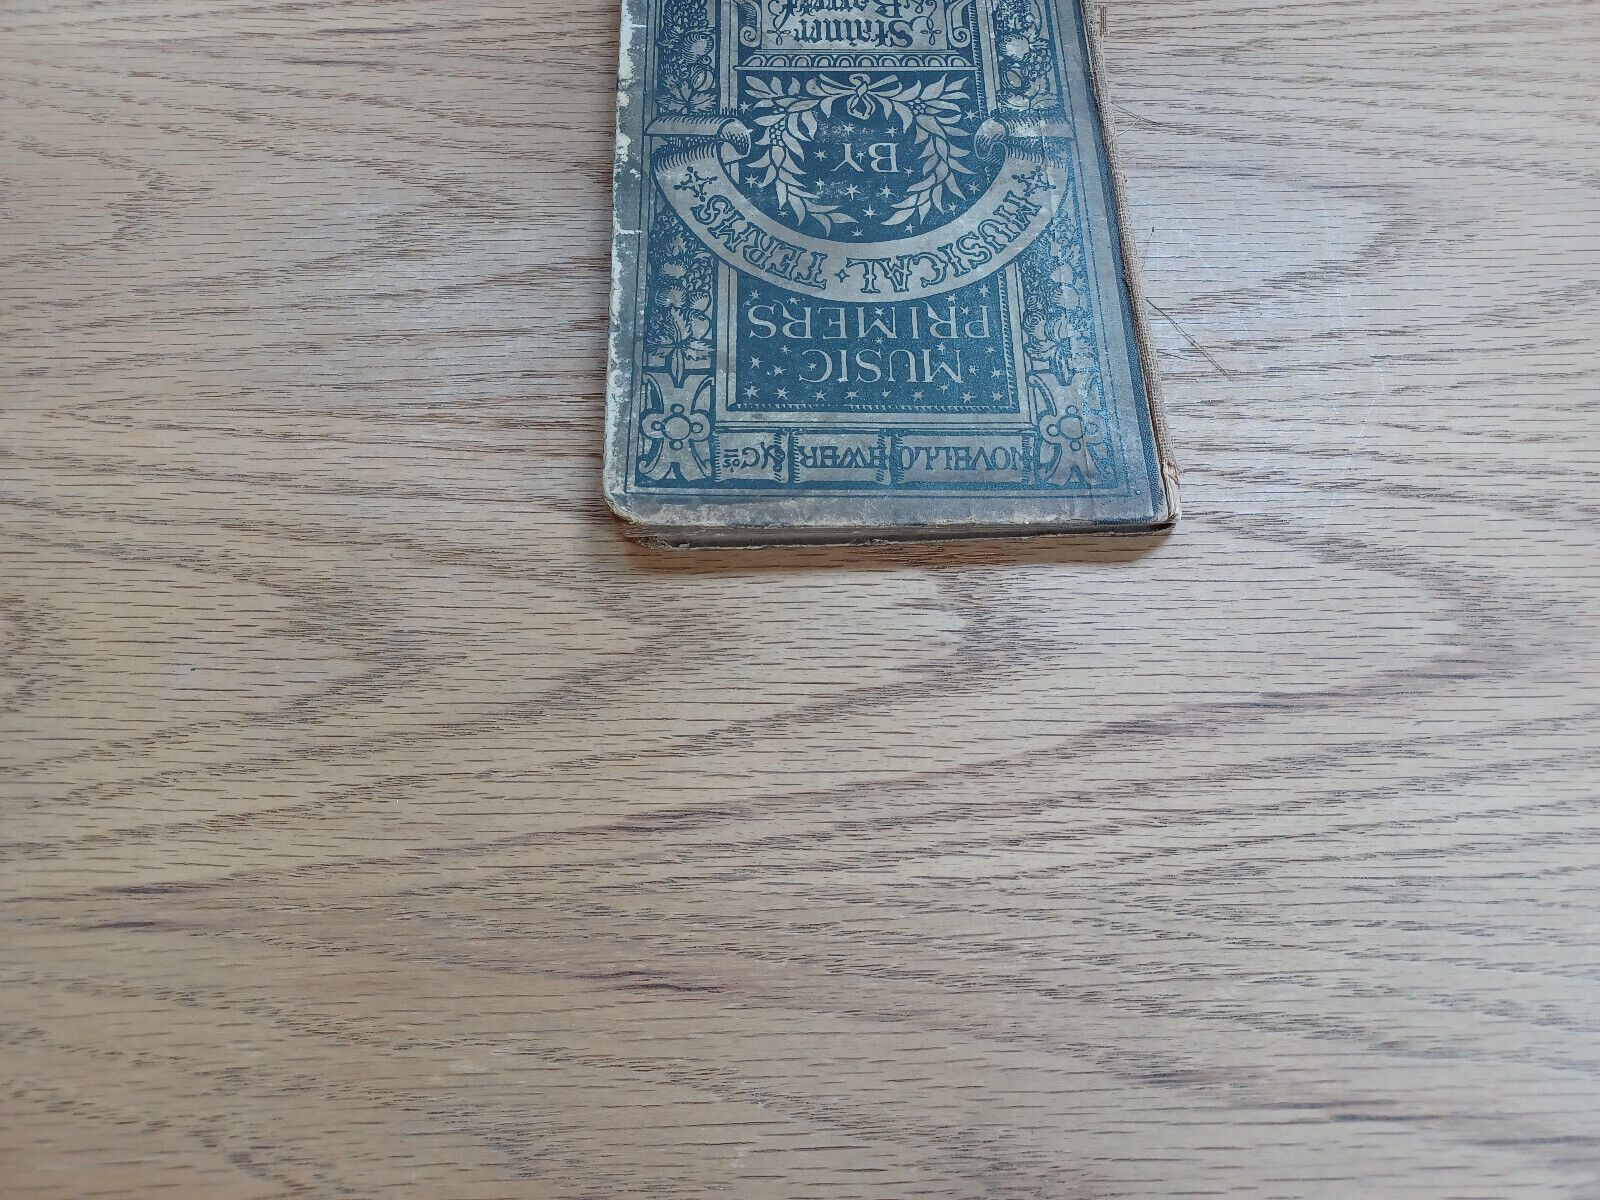 NOVELLO EWER & Co's
MUSIC
PRIMERS
MUSICAL · TERMS
BY
Stainer
& Barrett